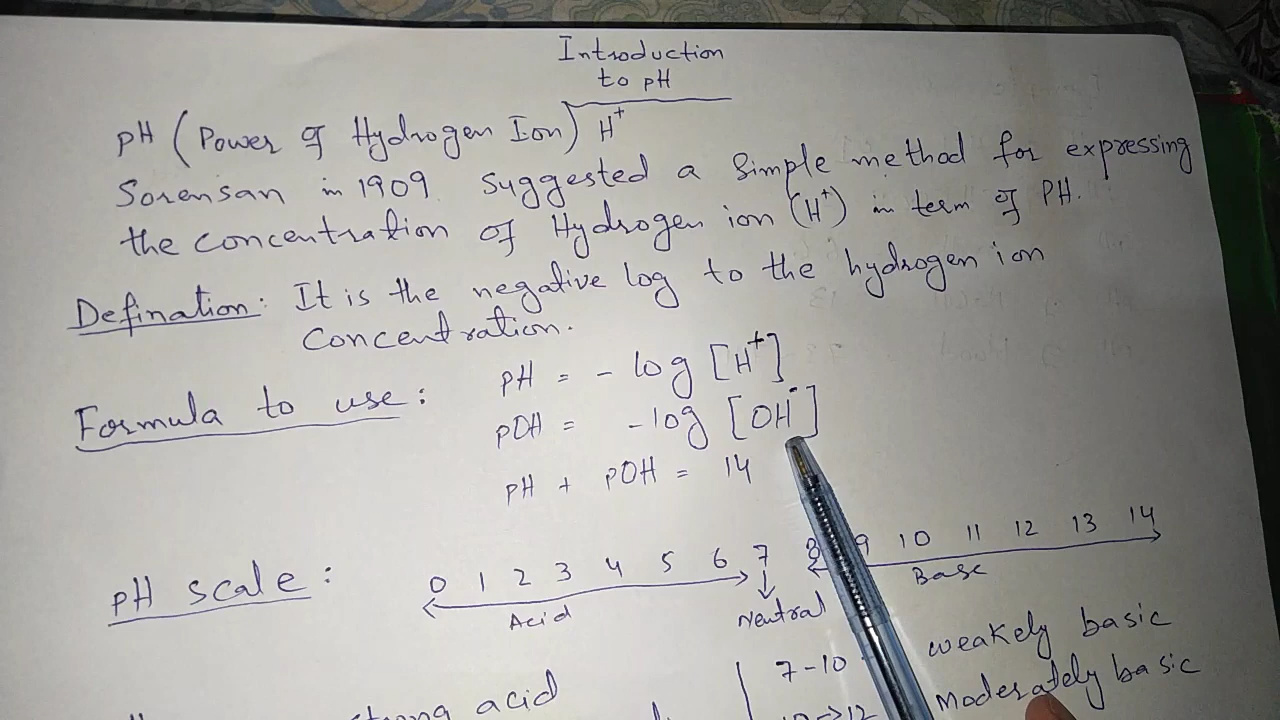 Introduction
to pH
pH (Power of Hydrogen Ion) H⁺
Sorensan in 1909 suggested a simple method for expressing
the concentration of Hydrogen ion (H⁺) in term of PH.
Defination: It is the negative log to the hydrogen ion
concentration.
Formula to use: pH = - log [H⁺]
pOH = - log [OH⁻]
pH + pOH = 14
pH scale: 0 1 2 3 4 5 6 7 8 9 10 11 12 13 14
Acid Neutral Base
7-10 weakely basic
strong acid 10->12 Moderately basic